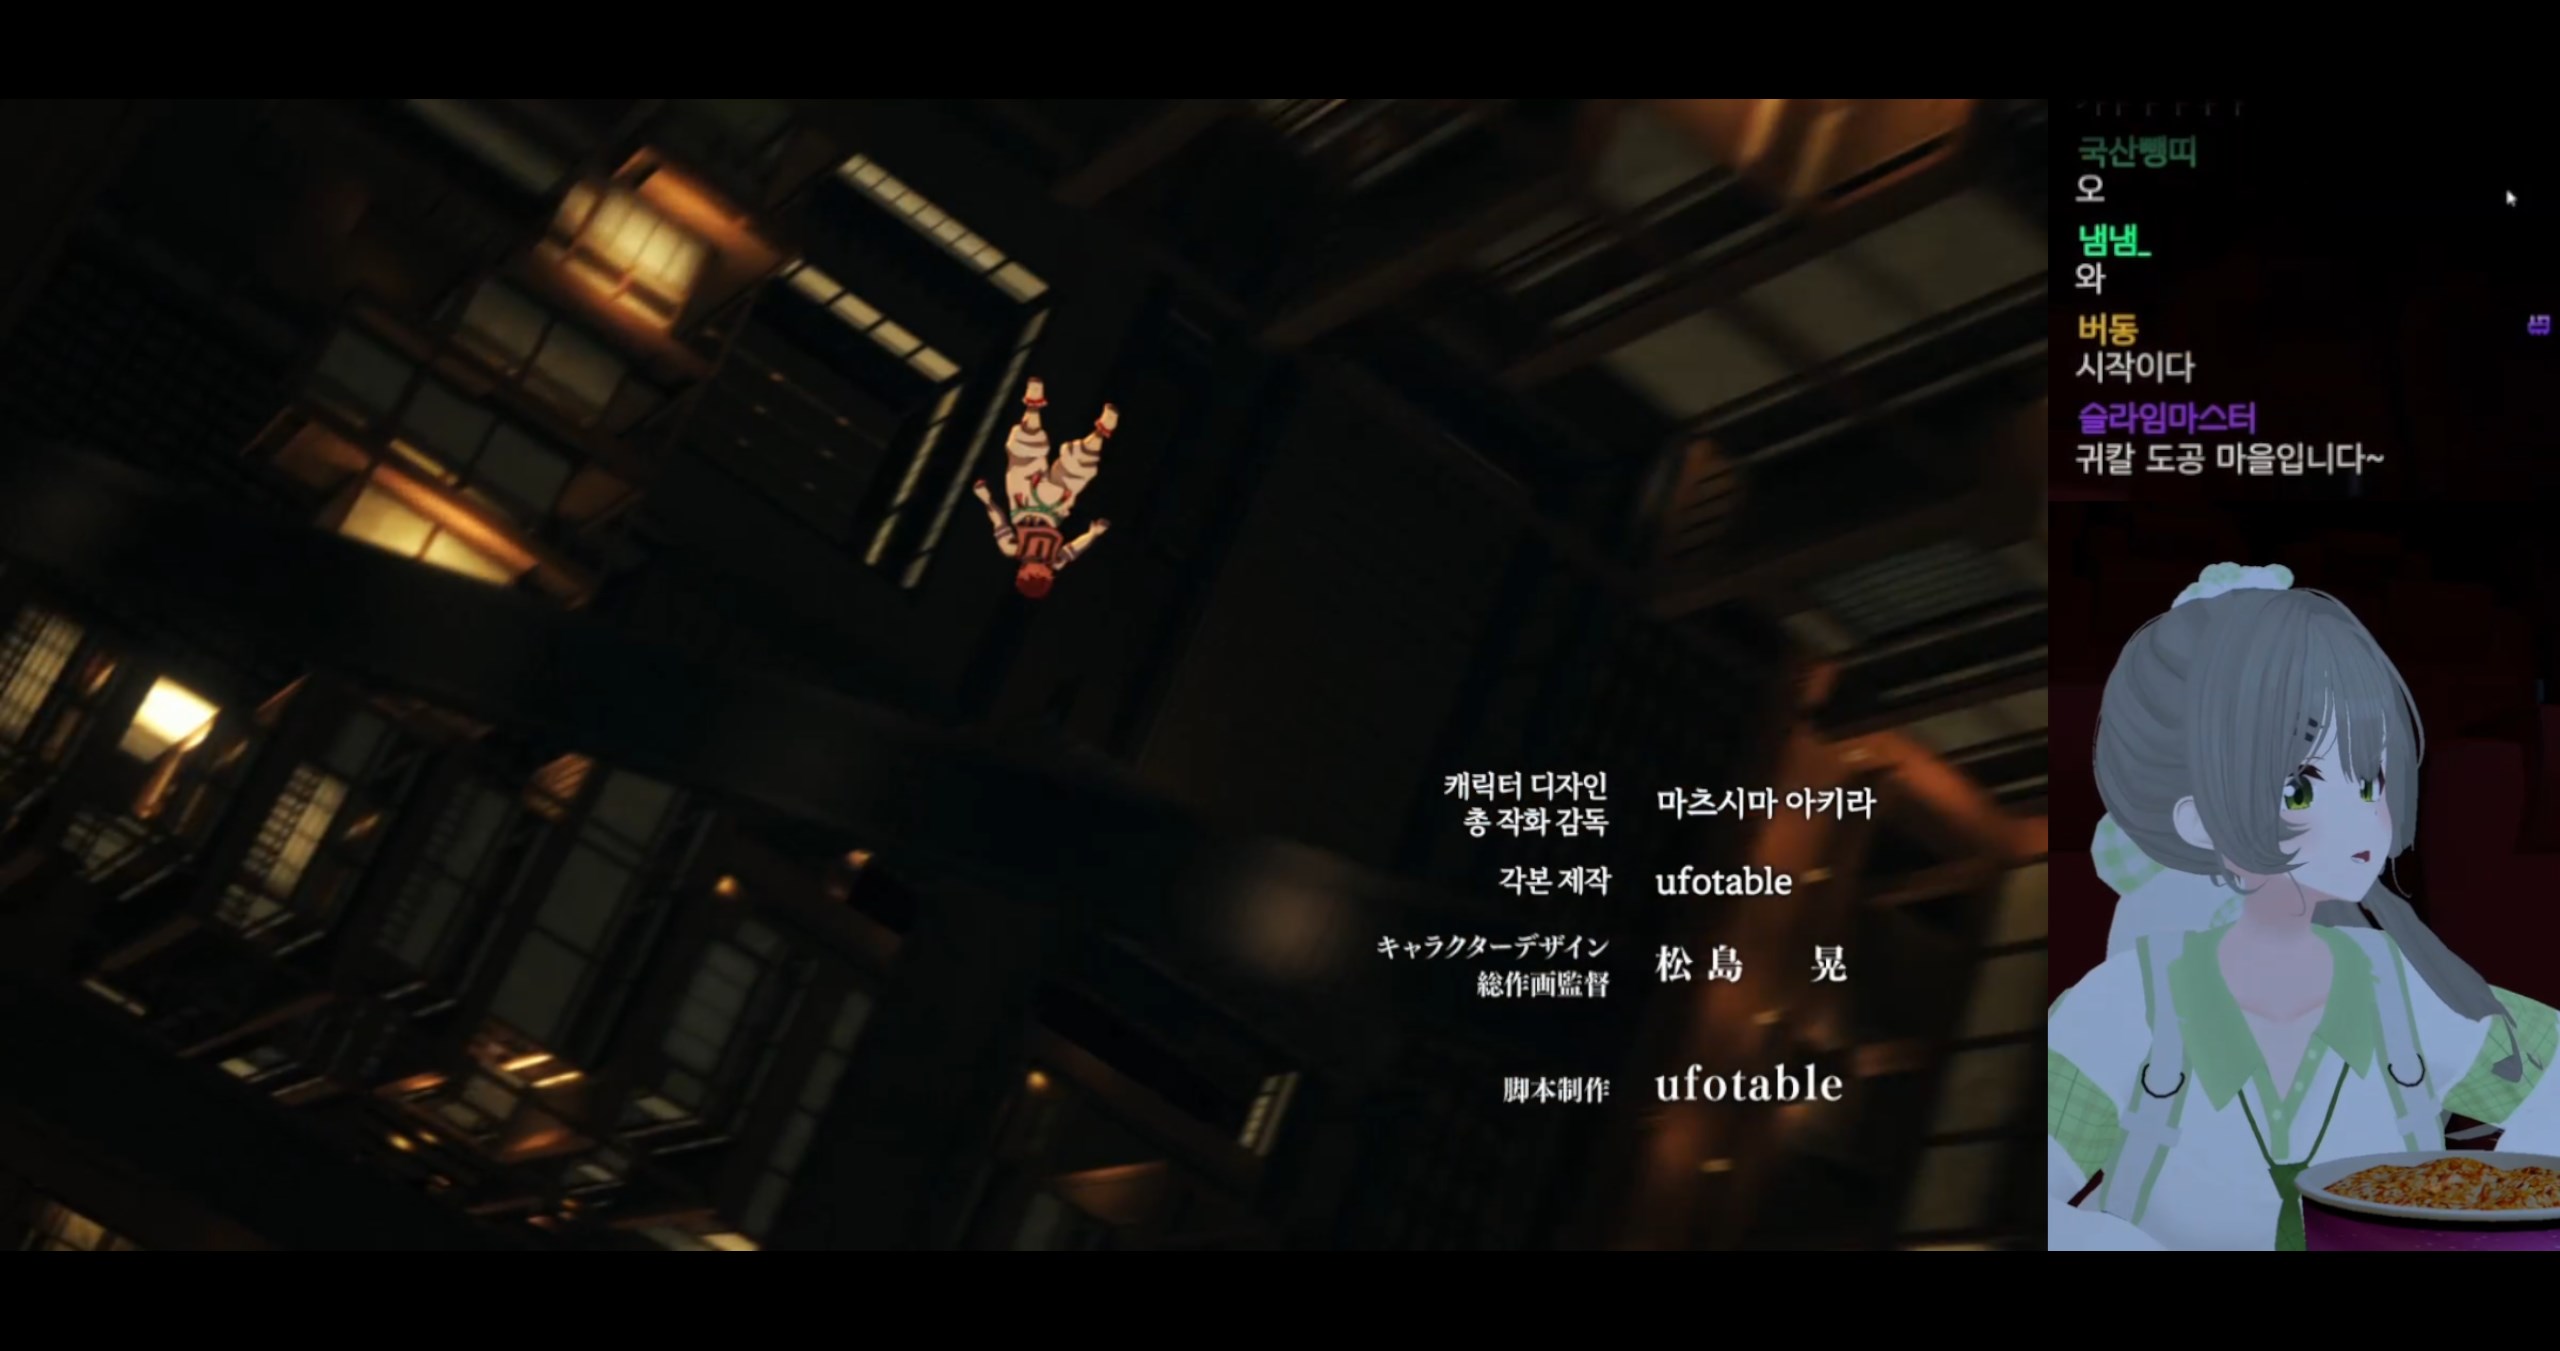 캐릭터 디자인
총 작화 감독
마츠시마 아키라
각본 제작
ufotable
キャラクターデザイン
総作画監督
松島 晃
脚本制作
ufotable
국산뺑띠
오
냄냄_
와
버동
시작이다
슬라임마스터
귀칼 도공 마을입니다~